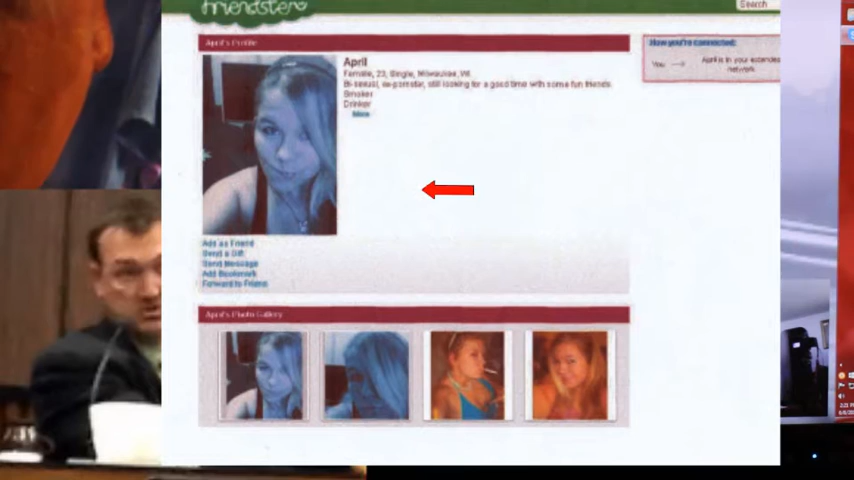 friendster
Search
April's Profile
How you're connected:
April
Female, 23, Single, Milwaukee, WI
Bi-sexual, ex-pornstar, still looking for a good time with some fun friends.
Smoker
Drinker
More
You
April is in your extended
network.
Add as Friend
Send a Gift
Send Message
Add Bookmark
Forward to Friend
April's Photo Gallery